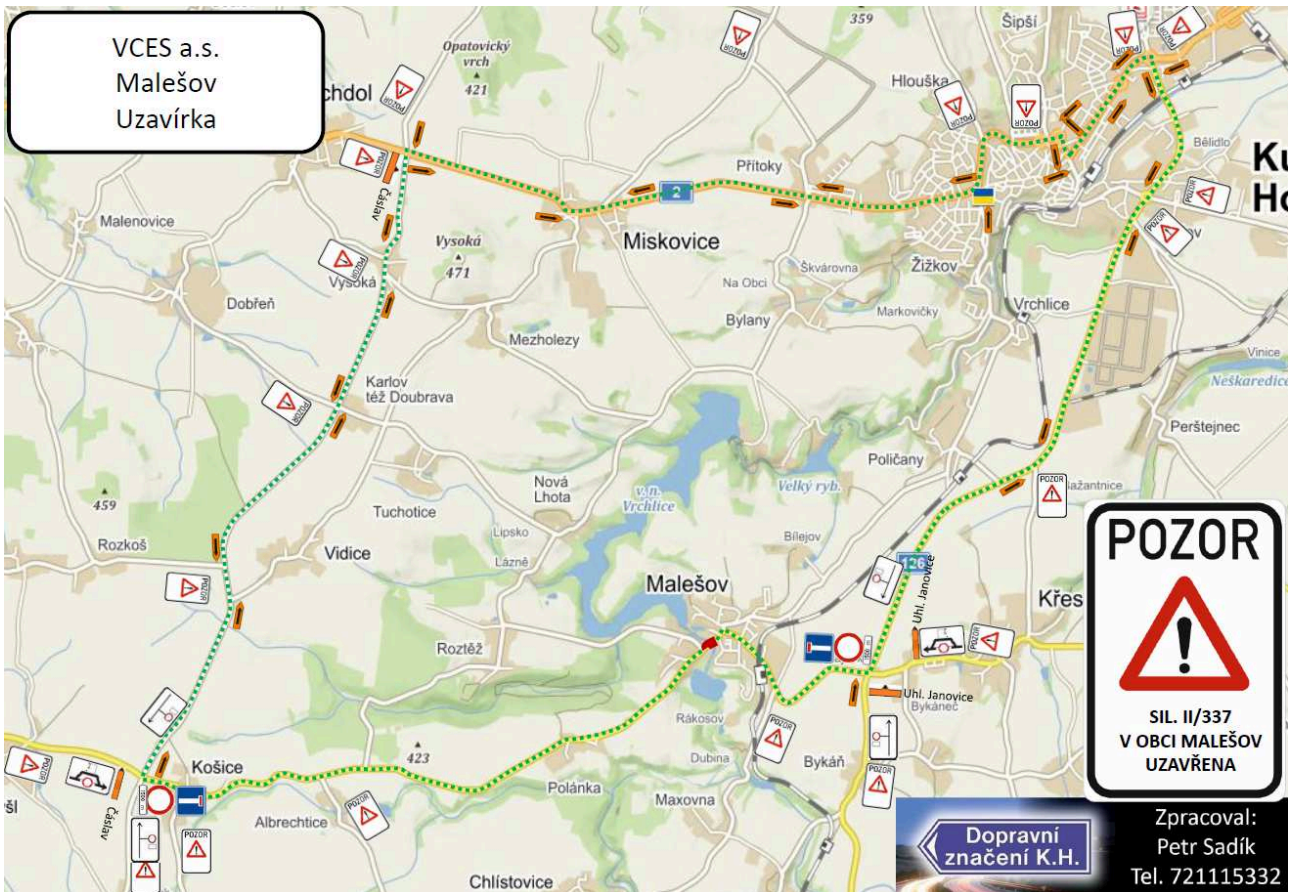 VCES a.s.
Malešov
Uzavírka
Opatovický
vrch
421
359
Šipší
Hlouška
chdol
POZOR
Čáslav
Přítoky
Bělidlo
Ku
Ho
2
Malenovice
Vysoká
471
Miskovice
Žižkov
Škvárovna
Na Obci
Vysoká
Dobřeň
Markovičky
Vrchlice
Bylany
Mezholezy
Vinice
Neškaredice
Karlov
též Doubrava
Perštejnec
Poličany
459
Nová
Lhota
v. n.
Vrchlice
Velký ryb.
Tuchotice
Rozkoš
Vidice
Lipsko
Lázně
Bílejov
Malešov
126
Uhl. Janovice
Křes
Roztěž
POZOR
Uhl. Janovice
Bykáneč
Rákosov
423
Košice
Dubina
Bykáň
Polánka
Maxovna
Albrechtice
Čáslav
Chlístovice
POZOR
SIL. II/337
V OBCI MALEŠOV
UZAVŘENA
Dopravní
značení K.H.
Zpracoval:
Petr Sadík
Tel. 721115332